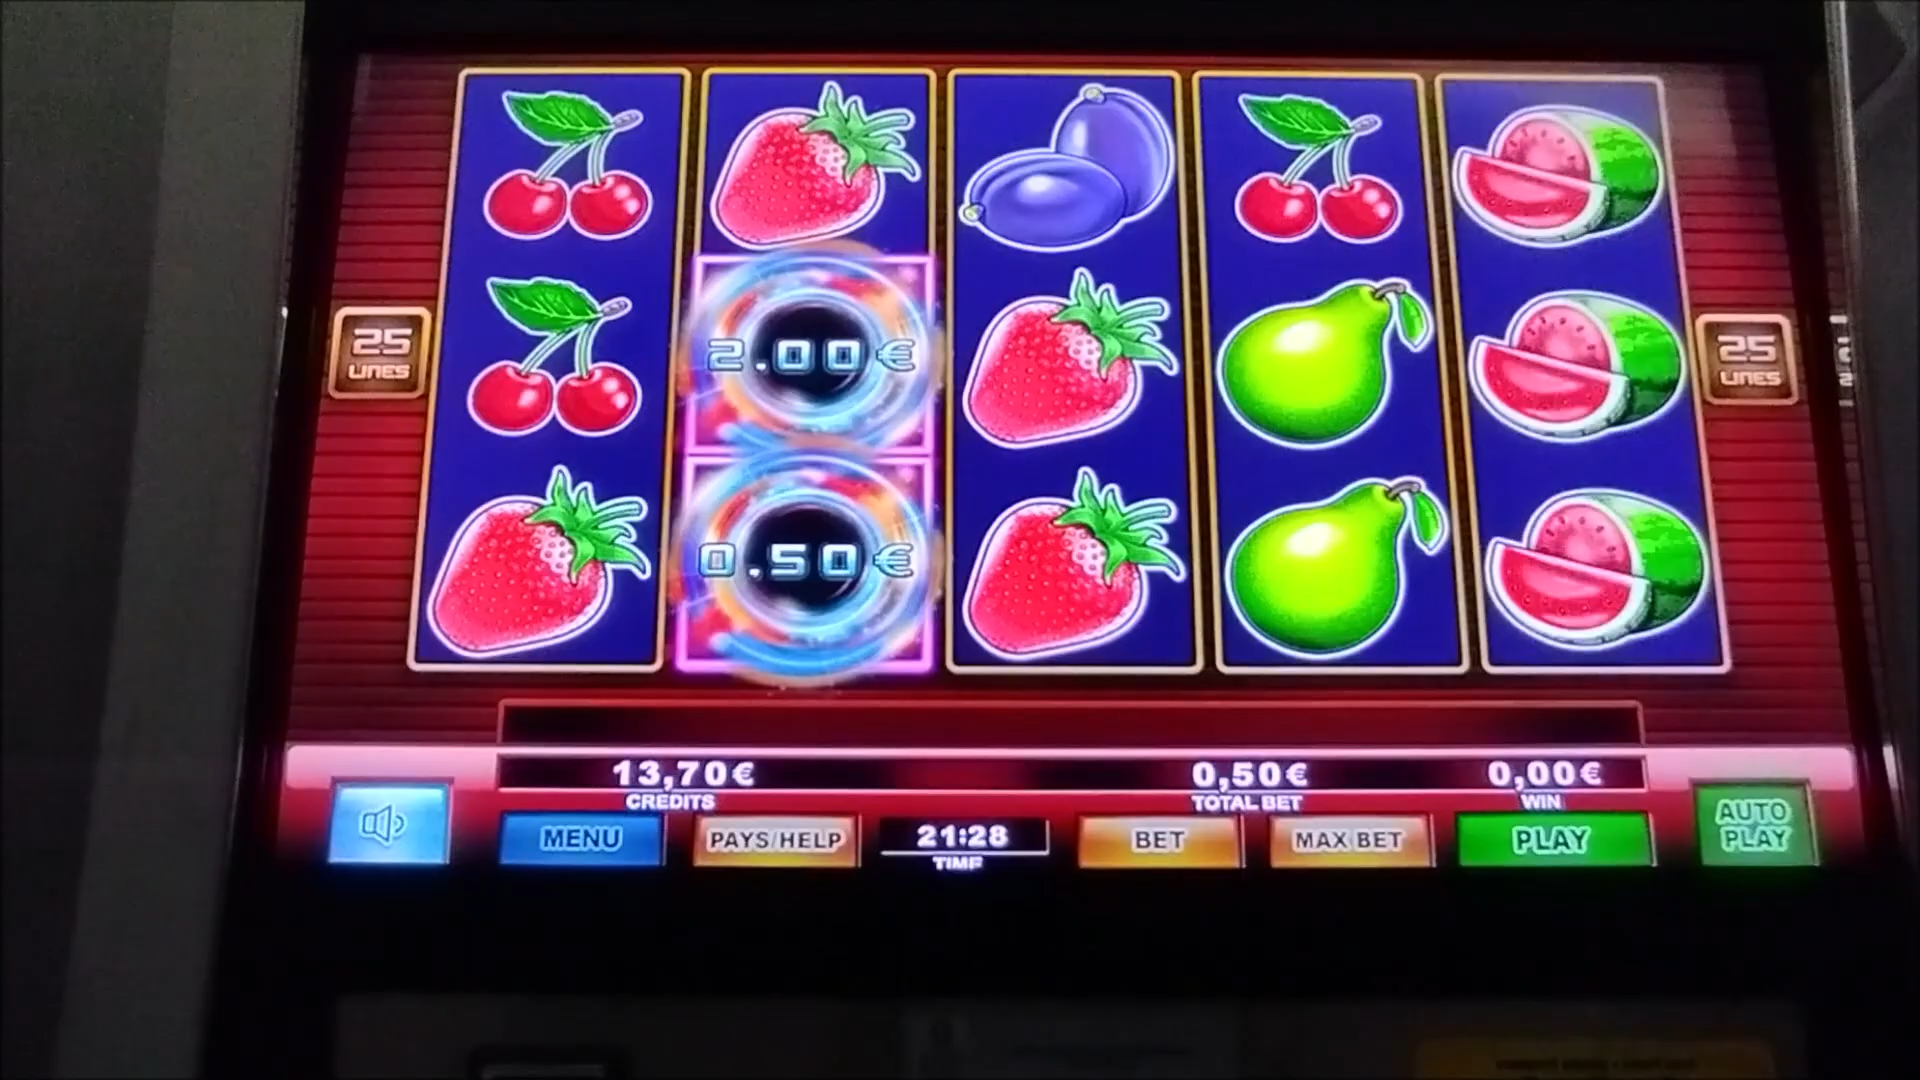 2.00€
25
LINES
25
LINES
0.50€
13,70€
0,50€
0,00€
CREDITS
TOTAL BET
WIN
MENU
PAYS/HELP
21:28
TIME
BET
MAX BET
PLAY
AUTO
PLAY